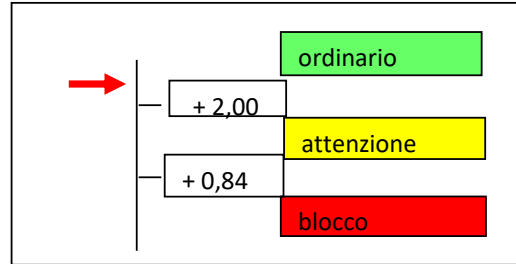 ordinario
+ 2,00
attenzione
+ 0,84
blocco